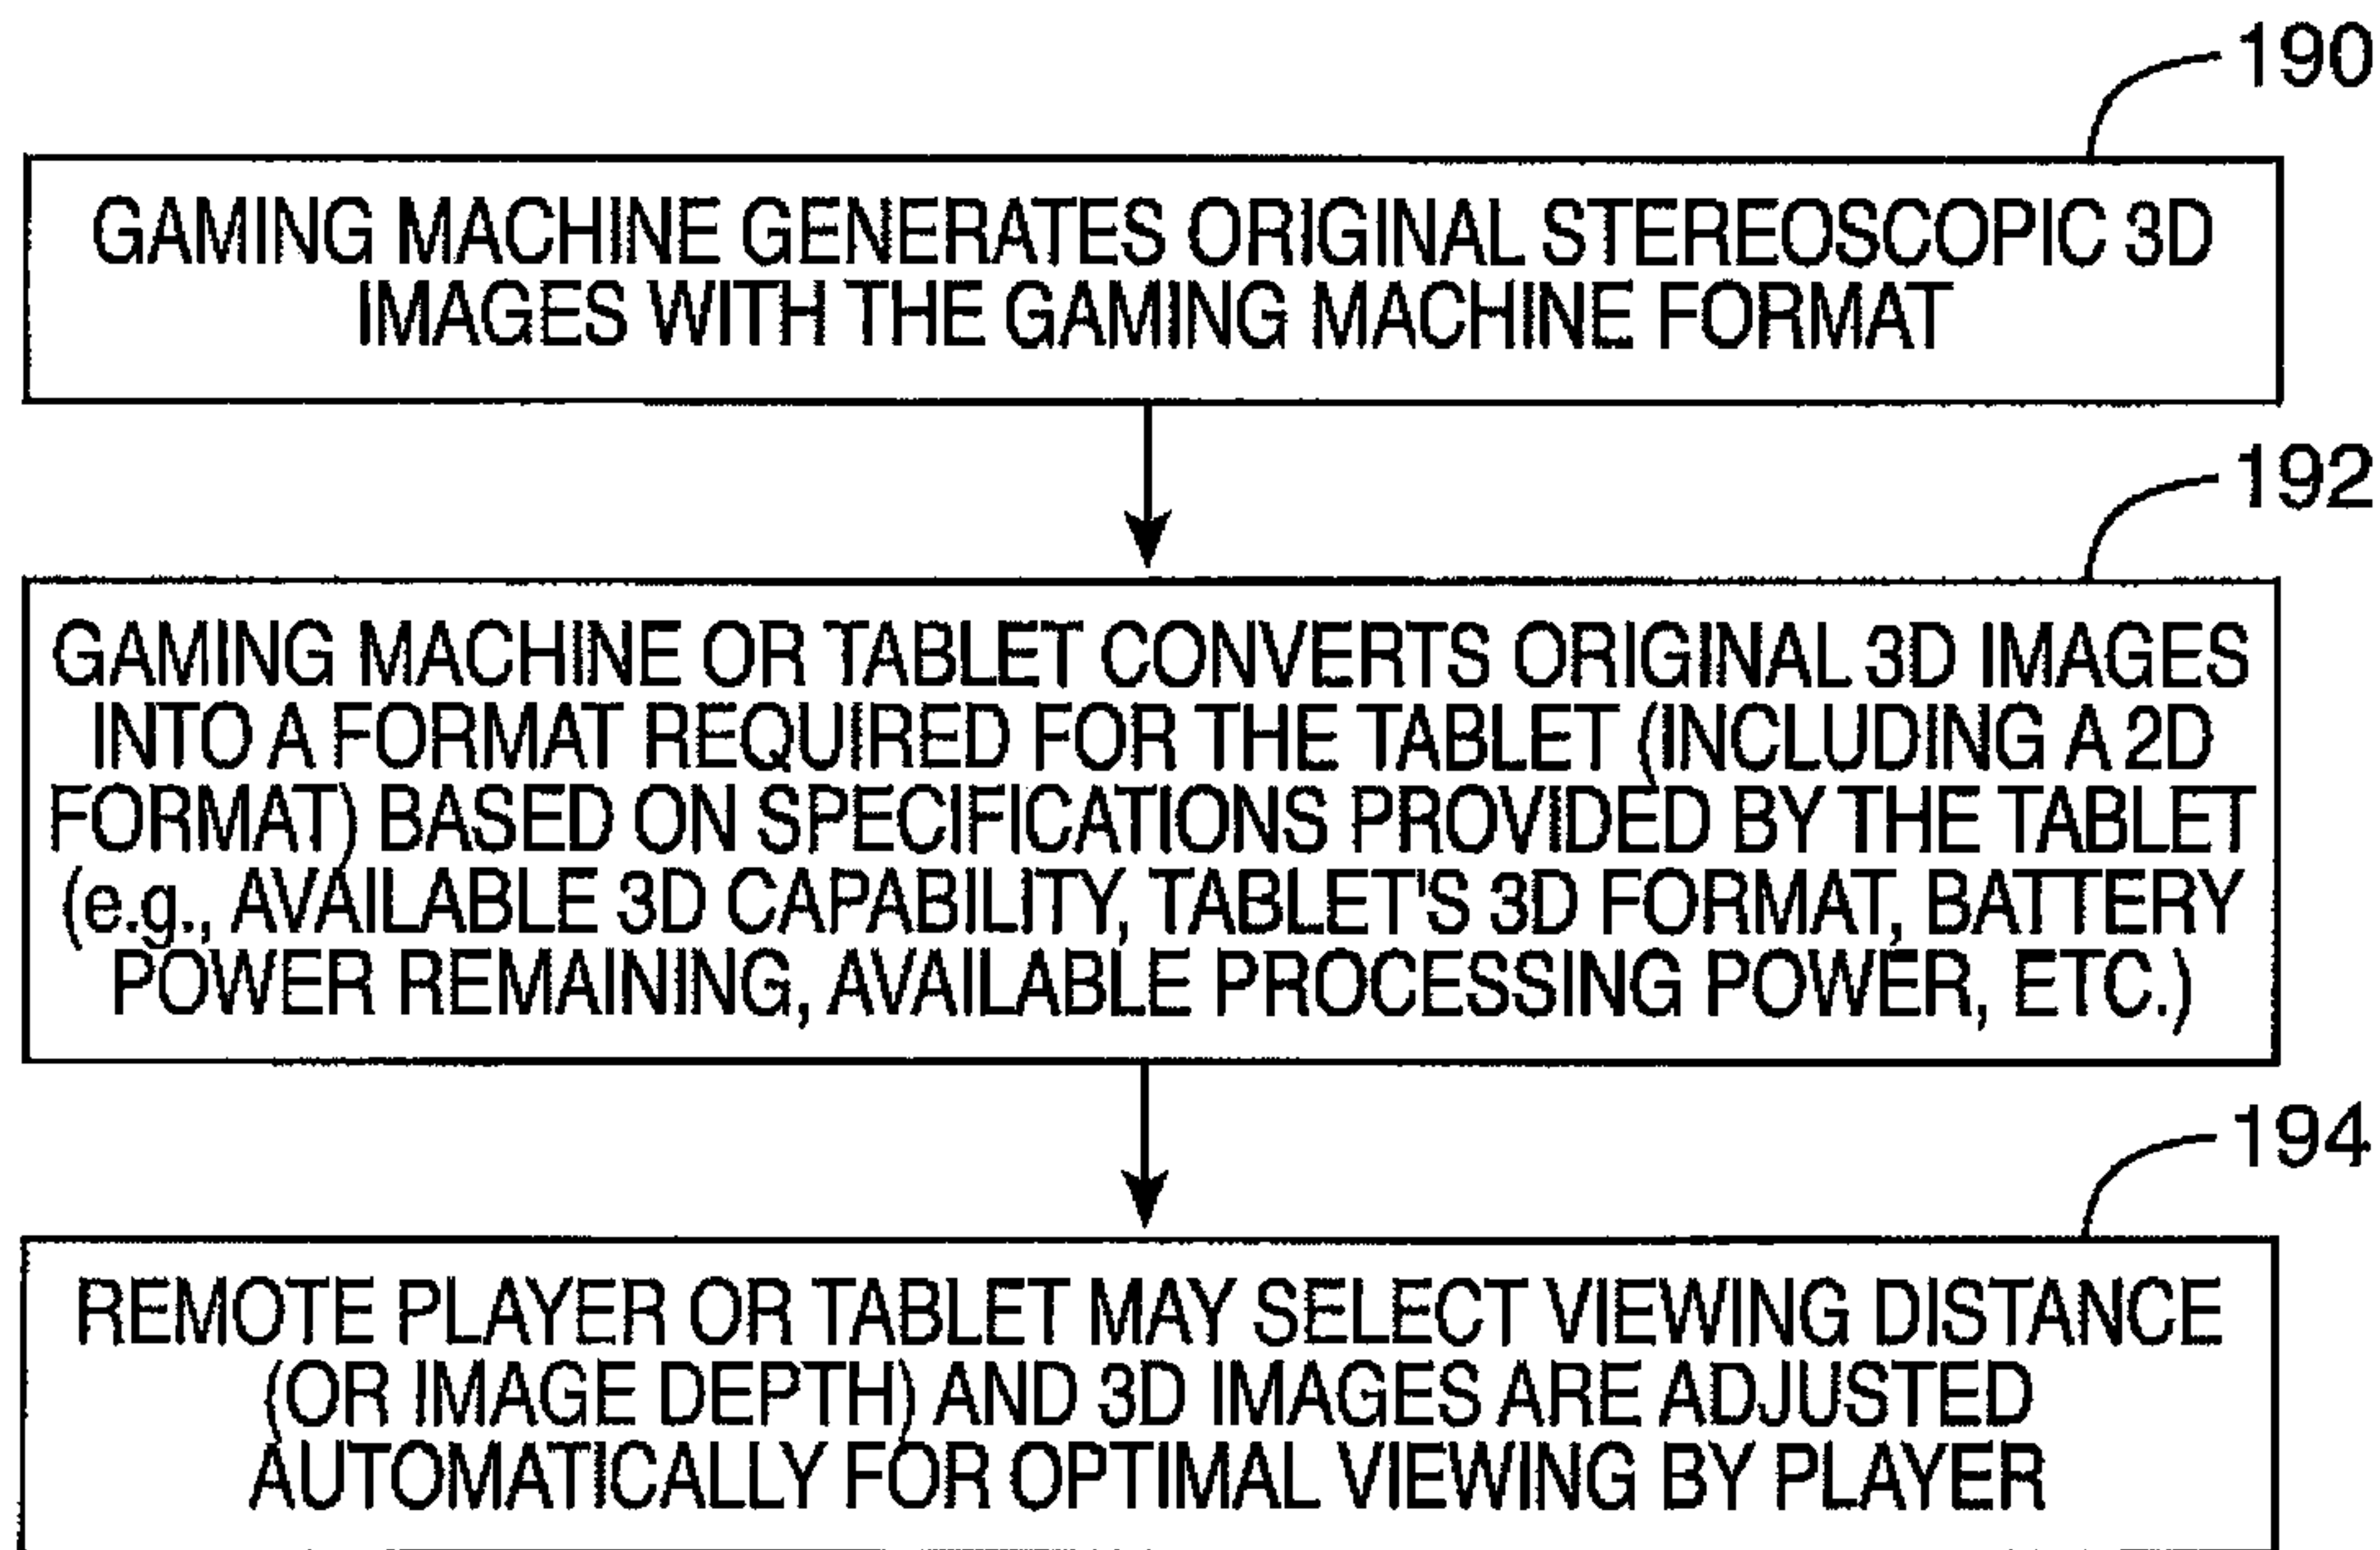 190
GAMING MACHINE GENERATES ORIGINAL STEREOSCOPIC 3D
IMAGES WITH THE GAMING MACHINE FORMAT
192
GAMING MACHINE OR TABLET CONVERTS ORIGINAL 3D IMAGES
INTO A FORMAT REQUIRED FOR THE TABLET (INCLUDING A 2D
FORMAT) BASED ON SPECIFICATIONS PROVIDED BY THE TABLET
(e.g., AVAILABLE 3D CAPABILITY, TABLET'S 3D FORMAT, BATTERY
POWER REMAINING, AVAILABLE PROCESSING POWER, ETC.)
194
REMOTE PLAYER OR TABLET MAY SELECT VIEWING DISTANCE
(OR IMAGE DEPTH) AND 3D IMAGES ARE ADJUSTED
AUTOMATICALLY FOR OPTIMAL VIEWING BY PLAYER